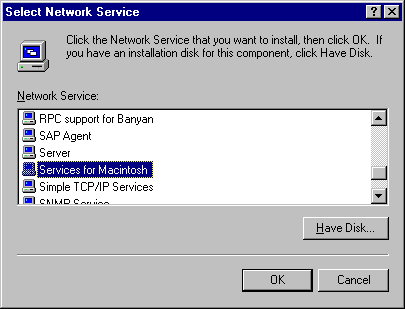 Select Network Service
Click the Network Service that you want to install, then click OK. If
you have an installation disk for this component, click Have Disk.
Network Service:
RPC support for Banyan
SAP Agent
Server
Services for Macintosh
Simple TCP/IP Services
SNMP Service
Have Disk...
OK
Cancel